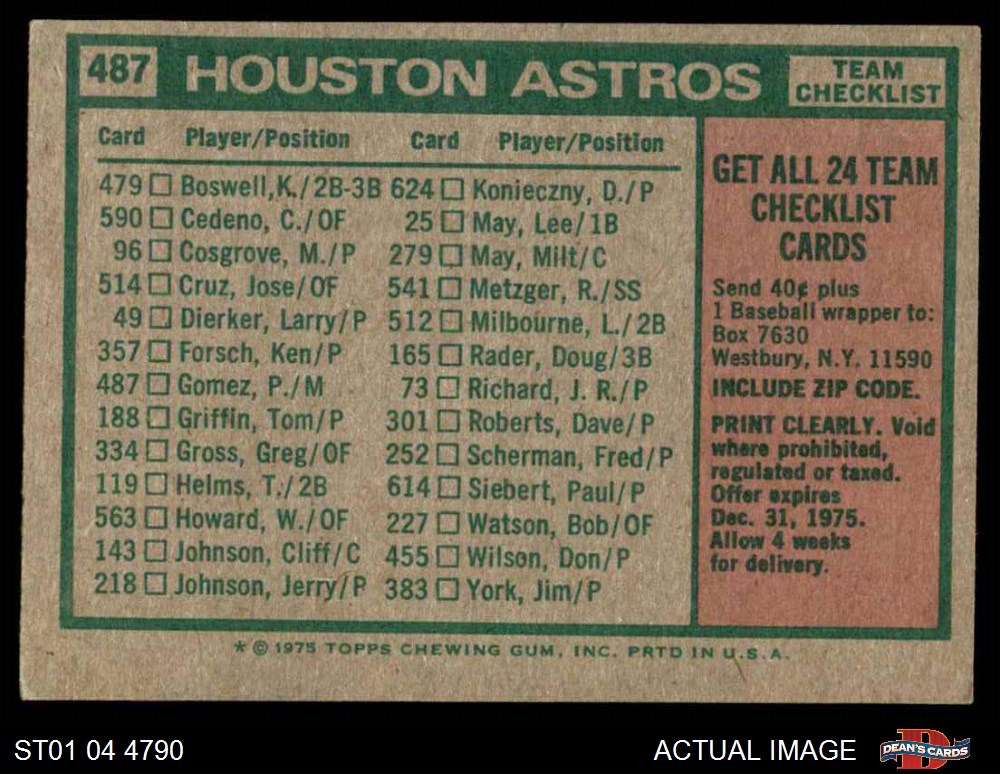 487 HOUSTON ASTROS TEAM CHECKLIST
Card Player/Position Card Player/Position
479 Boswell,K./2B-3B 624 Konieczny, D./P
590 Cedeno, C./OF 25 May, Lee/1B
96 Cosgrove, M./P 279 May, Milt/C
514 Cruz, Jose/OF 541 Metzger, R./SS
49 Dierker, Larry/P 512 Milbourne, L./2B
357 Forsch, Ken/P 165 Rader, Doug/3B
487 Gomez, P./M 73 Richard, J. R./P
188 Griffin, Tom/P 301 Roberts, Dave/P
334 Gross, Greg/OF 252 Scherman, Fred/P
119 Helms, T./2B 614 Siebert, Paul/P
563 Howard, W./OF 227 Watson, Bob/OF
143 Johnson, Cliff/C 455 Wilson, Don/P
218 Johnson, Jerry/P 383 York, Jim/P
GET ALL 24 TEAM
CHECKLIST
CARDS
Send 40¢ plus
1 Baseball wrapper to:
Box 7630
Westbury, N.Y. 11590
INCLUDE ZIP CODE.
PRINT CLEARLY. Void
where prohibited,
regulated or taxed.
Offer expires
Dec. 31, 1975.
Allow 4 weeks
for delivery.
* © 1975 TOPPS CHEWING GUM, INC. PRTD IN U.S.A.
ST01 04 4790 ACTUAL IMAGE DEAN'S CARDS